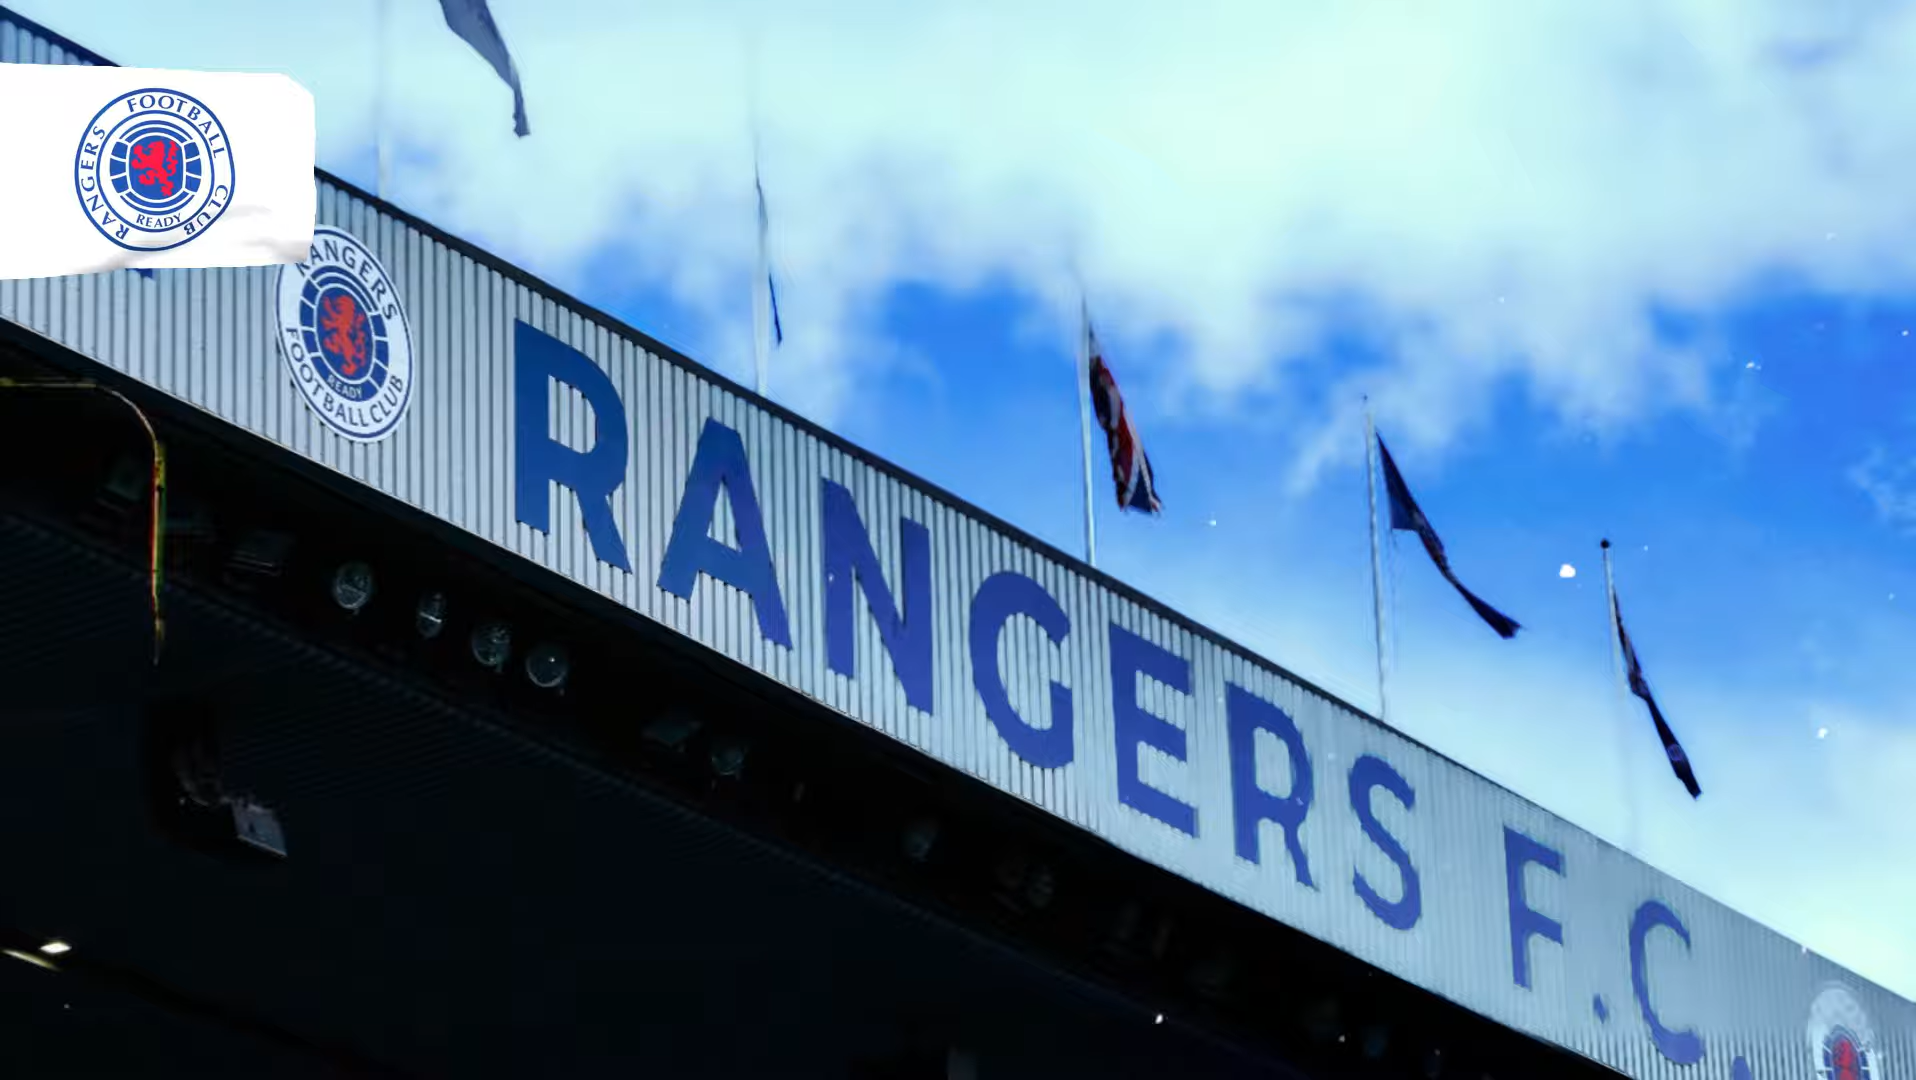 RANGERS FOOTBALL CLUB
READY
RANGERS
FOOTBALL CLUB
READY
RANGERS F.C.